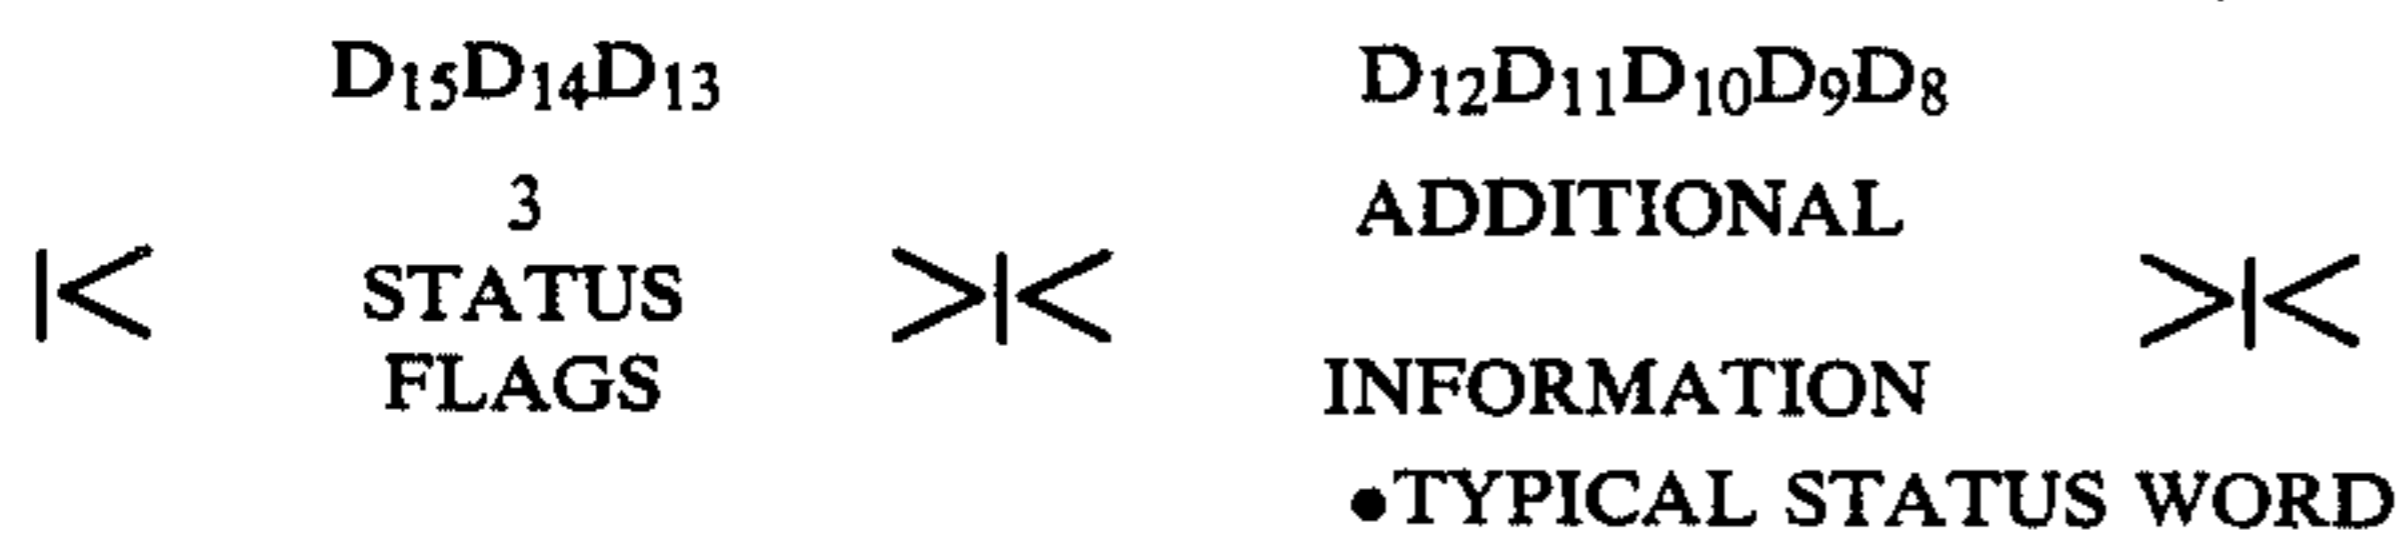 D₁₅D₁₄D₁₃ D₁₂D₁₁D₁₀D₉D₈
3 ADDITIONAL
|< STATUS >|< >|<
FLAGS INFORMATION
●TYPICAL STATUS WORD